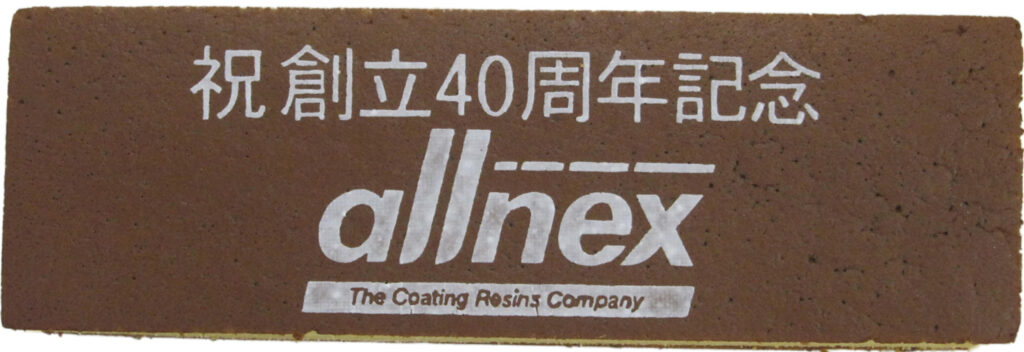 祝 創立40周年記念
allnex
The Coating Resins Company